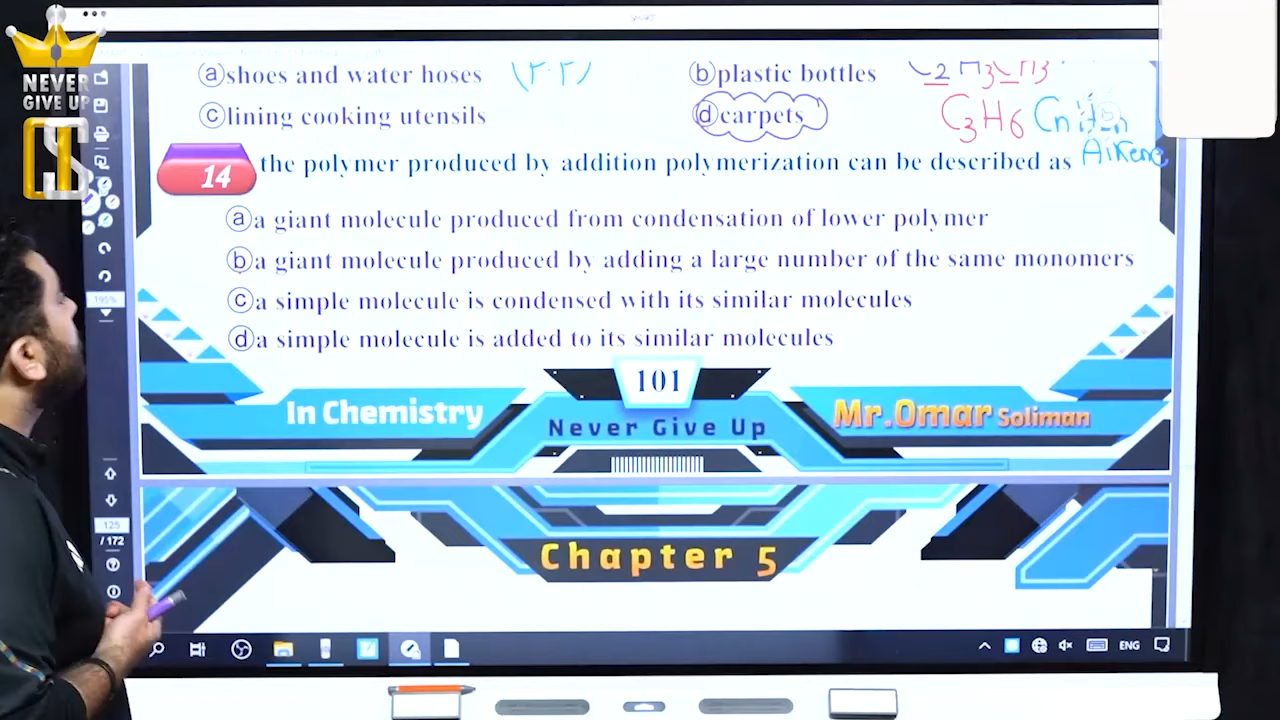 NEVER
GIVE UP
CS
ⓐshoes and water hoses
ⓑplastic bottles
ⓒlining cooking utensils
ⓓcarpets
C3H6
Alkene
14 the polymer produced by addition polymerization can be described as
ⓐa giant molecule produced from condensation of lower polymer
ⓑa giant molecule produced by adding a large number of the same monomers
ⓒa simple molecule is condensed with its similar molecules
ⓓa simple molecule is added to its similar molecules
101
In Chemistry
Never Give Up
Mr.Omar Soliman
Chapter 5
195%
125
/ 172
ENG